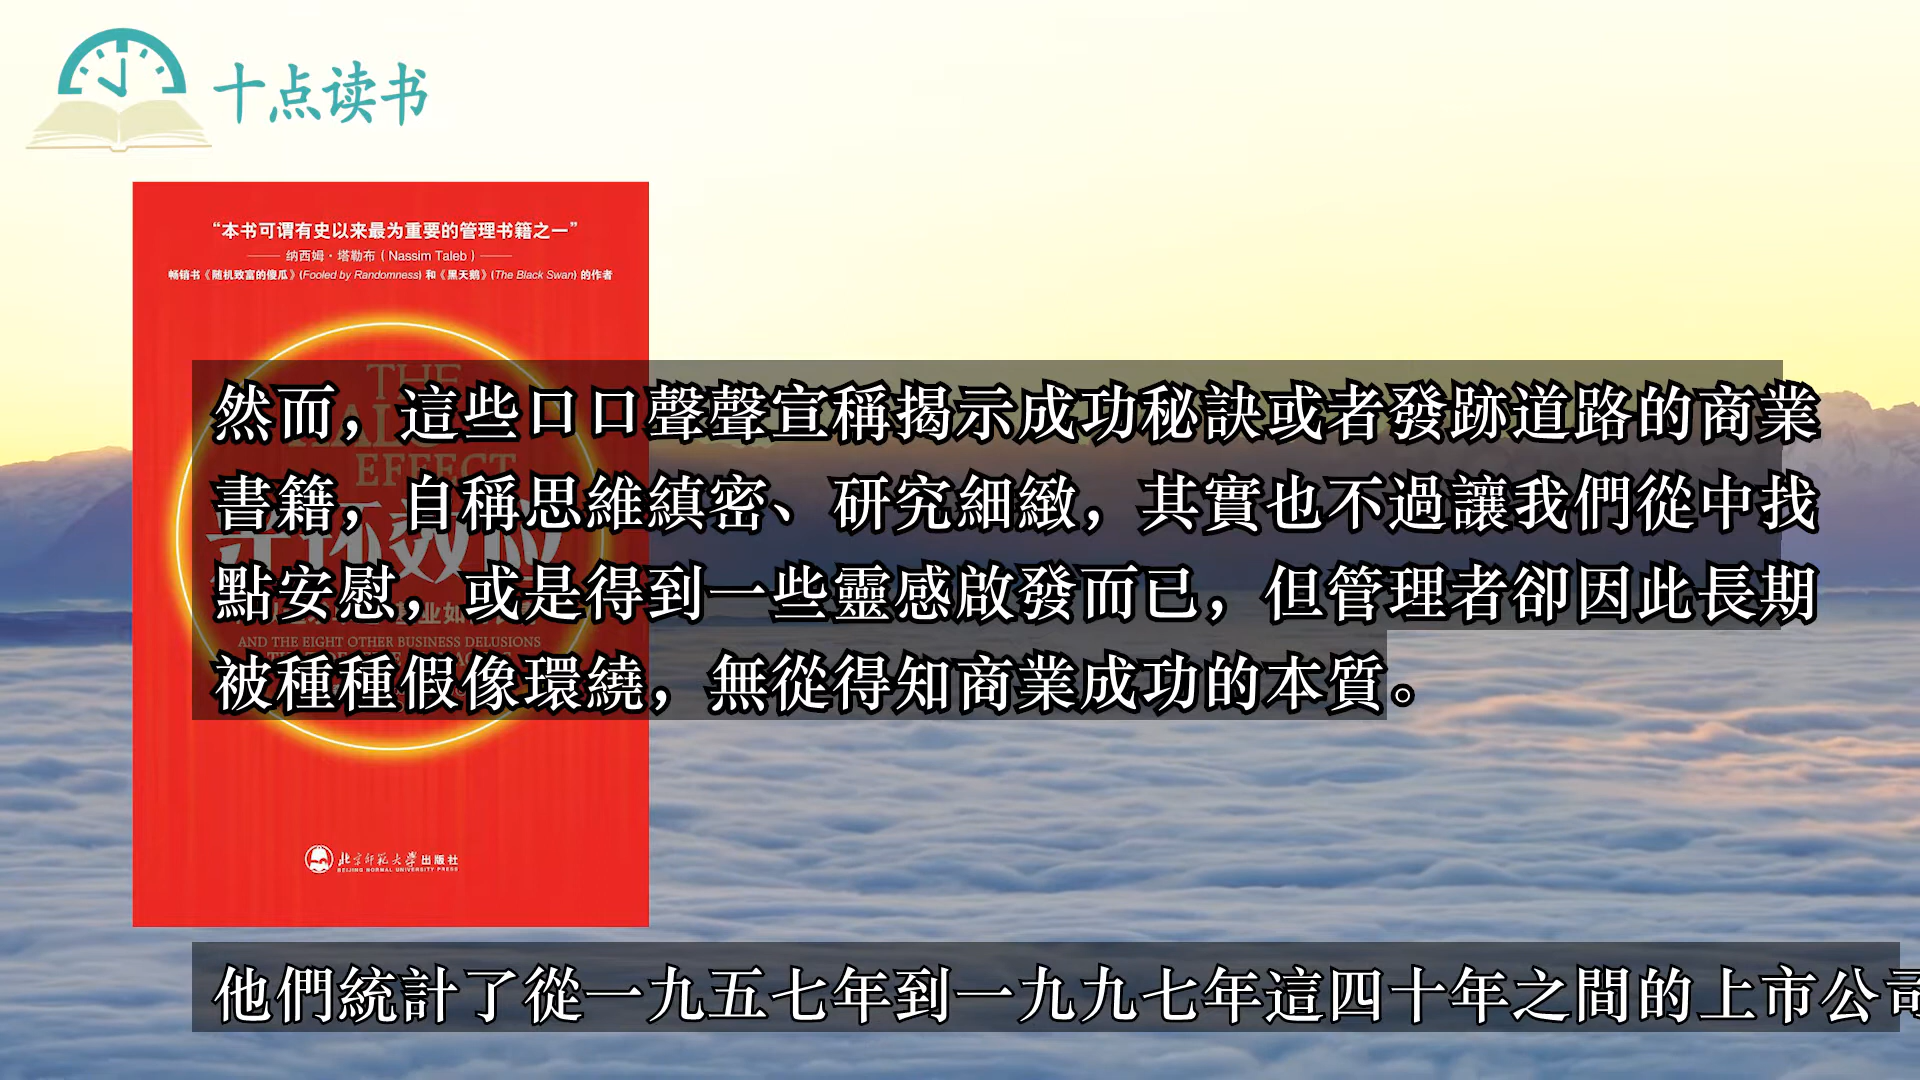 十点读书
“本书可谓有史以来最为重要的管理书籍之一”
纳西姆·塔勒布（Nassim Taleb）
畅销书《随机致富的傻瓜》(Fooled by Randomness) 和《黑天鹅》(The Black Swan) 的作者
THE
EFFECT
然而，這些口口聲聲宣稱揭示成功秘訣或者發跡道路的商業
書籍，自稱思維縝密、研究細緻，其實也不過讓我們從中找
點安慰，或是得到一些靈感啟發而已，但管理者卻因此長期
被種種假像環繞，無從得知商業成功的本質。
AND THE EIGHT OTHER BUSINESS DELUSIONS
北京师范大学出版社
BEIJING NORMAL UNIVERSITY PRESS
他們統計了從一九五七年到一九九七年這四十年之間的上市公司